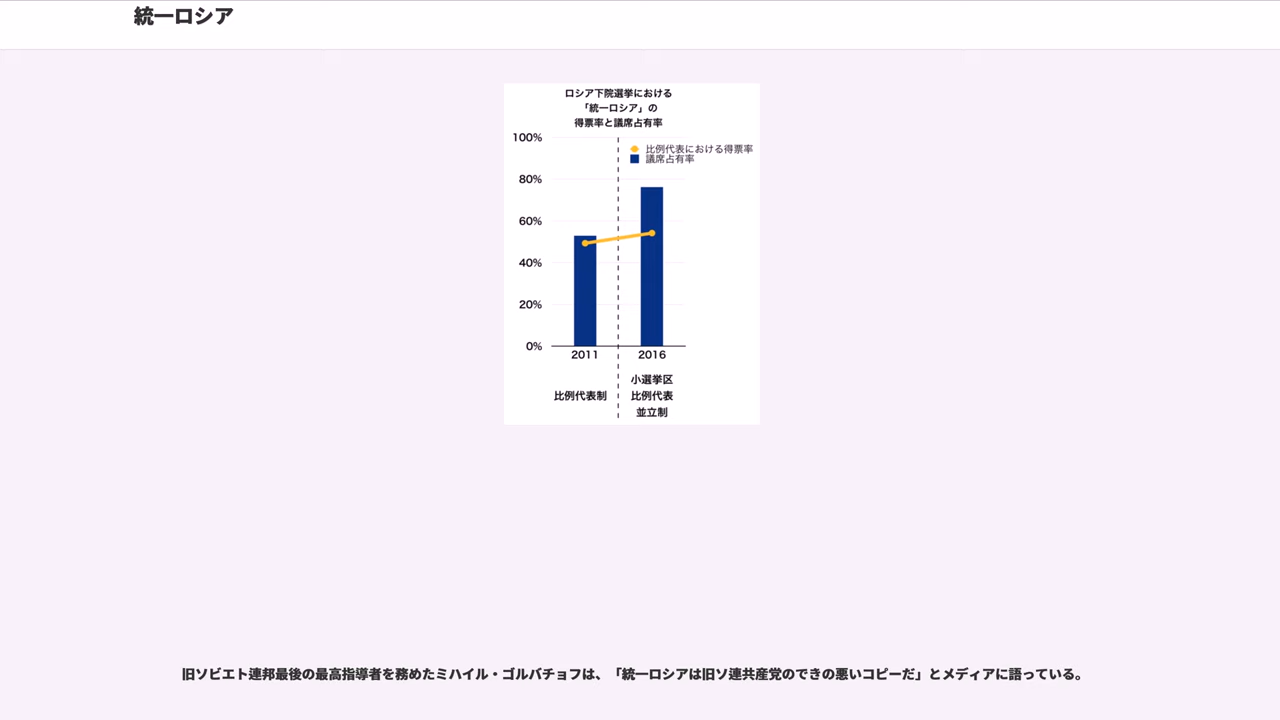 統一ロシア
ロシア下院選挙における
「統一ロシア」の
得票率と議席占有率
100%
比例代表における得票率
議席占有率
80%
60%
40%
20%
0%
2011
2016
比例代表制
小選挙区
比例代表
並立制
旧ソビエト連邦最後の最高指導者を務めたミハイル・ゴルバチョフは、「統一ロシアは旧ソ連共産党のできの悪いコピーだ」とメディアに語っている。